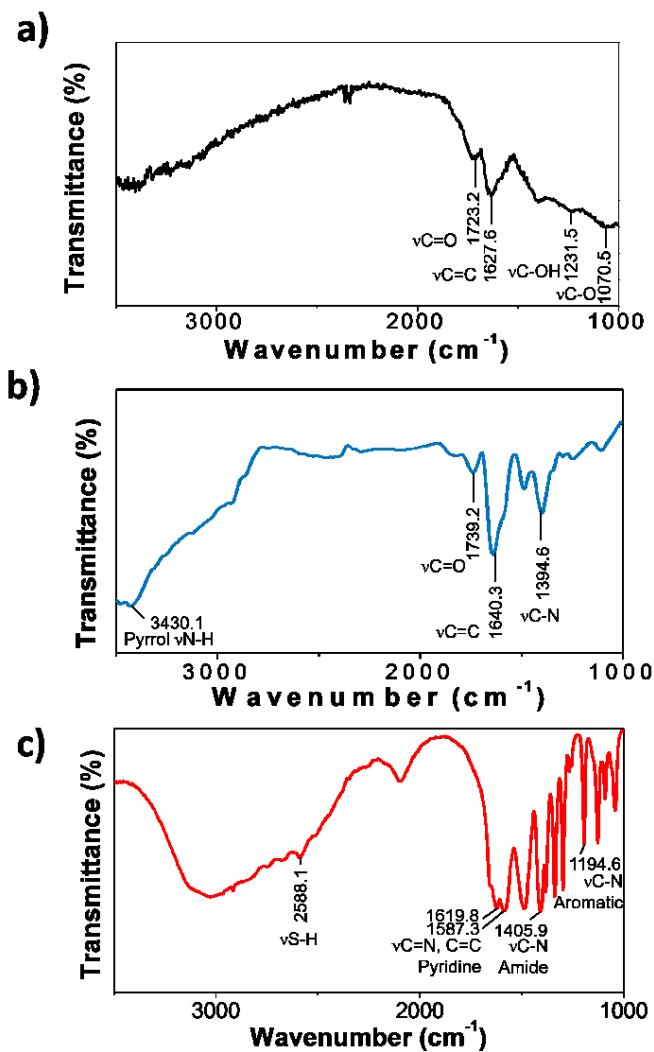 a)
Transmittance (%)
νC=O
1723.2
νC=C
1627.6
νC-OH
1231.5
νC-O
1070.5
3000
2000
1000
Wavenumber (cm⁻¹)
b)
Transmittance (%)
3430.1
Pyrrol νN-H
νC=O
1739.2
νC=C
1640.3
1394.6
νC-N
3000
2000
1000
Wavenumber (cm⁻¹)
c)
Transmittance (%)
2588.1
νS-H
1619.8
1587.3
νC=N, C=C
Pyridine
1405.9
νC-N
Amide
1194.6
νC-N
Aromatic
3000
2000
1000
Wavenumber (cm⁻¹)